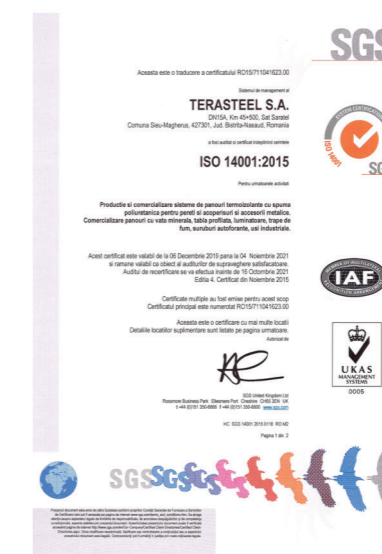 SGS
Aceasta este o traducere a certificatului RO15/711041623.00
Sistemul de management al
TERASTEEL S.A.
DN15A, Km 45+500, Sat Saratel
Comuna Sieu-Magherus, 427301, Jud. Bistrita-Nasaud, Romania
a fost auditat si certificat indeplinind cerintele
ISO 14001:2015
Pentru urmatoarele activitati
Productie si comercializare sisteme de panouri termoizolante cu spuma
poliuretanica pentru pereti si acoperisuri si accesorii metalice.
Comercializare panouri cu vata minerala, tabla profilata, luminatoare, trape de
fum, suruburi autoforante, usi industriale.
Acest certificat este valabil de la 06 Decembrie 2019 pana la 04 Noiembrie 2021
si ramane valabil ca obiect al auditurilor de supraveghere satisfacatoare.
Auditul de recertificare se va efectua inainte de 16 Octombrie 2021
Editia 4. Certificat din Noiembrie 2015
Certificate multiple au fost emise pentru acest scop
Certificatul principal este numerotat RO15/711041623.00
Aceasta este o certificare cu mai multe locatii
Detaliile locatiilor suplimentare sunt listate pe pagina urmatoare.
Autorizat de
SGS United Kingdom Ltd
Rossmore Business Park Ellesmere Port Cheshire CH65 3EN UK
t +44 (0)151 350-6666 f +44 (0)151 350-6600 www.sgs.com
HC SGS 14001 2015 0118 RO M2
Pagina 1 din 2
SYSTEM CERTIFICATION
ISO 14001
SG
IAF
UKAS
MANAGEMENT
SYSTEMS
0005
SGSSGS